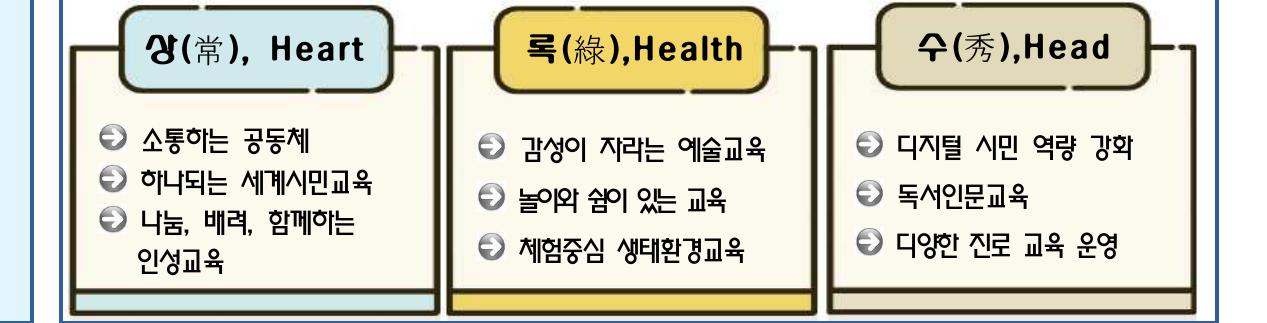 상(常), Heart
소통하는 공동체
하나되는 세계시민교육
나눔, 배려, 함께하는
인성교육
록(綠),Health
감성이 자라는 예술교육
놀이와 쉼이 있는 교육
체험중심 생태환경교육
수(秀),Head
디지털 시민 역량 강화
독서인문교육
다양한 진로 교육 운영